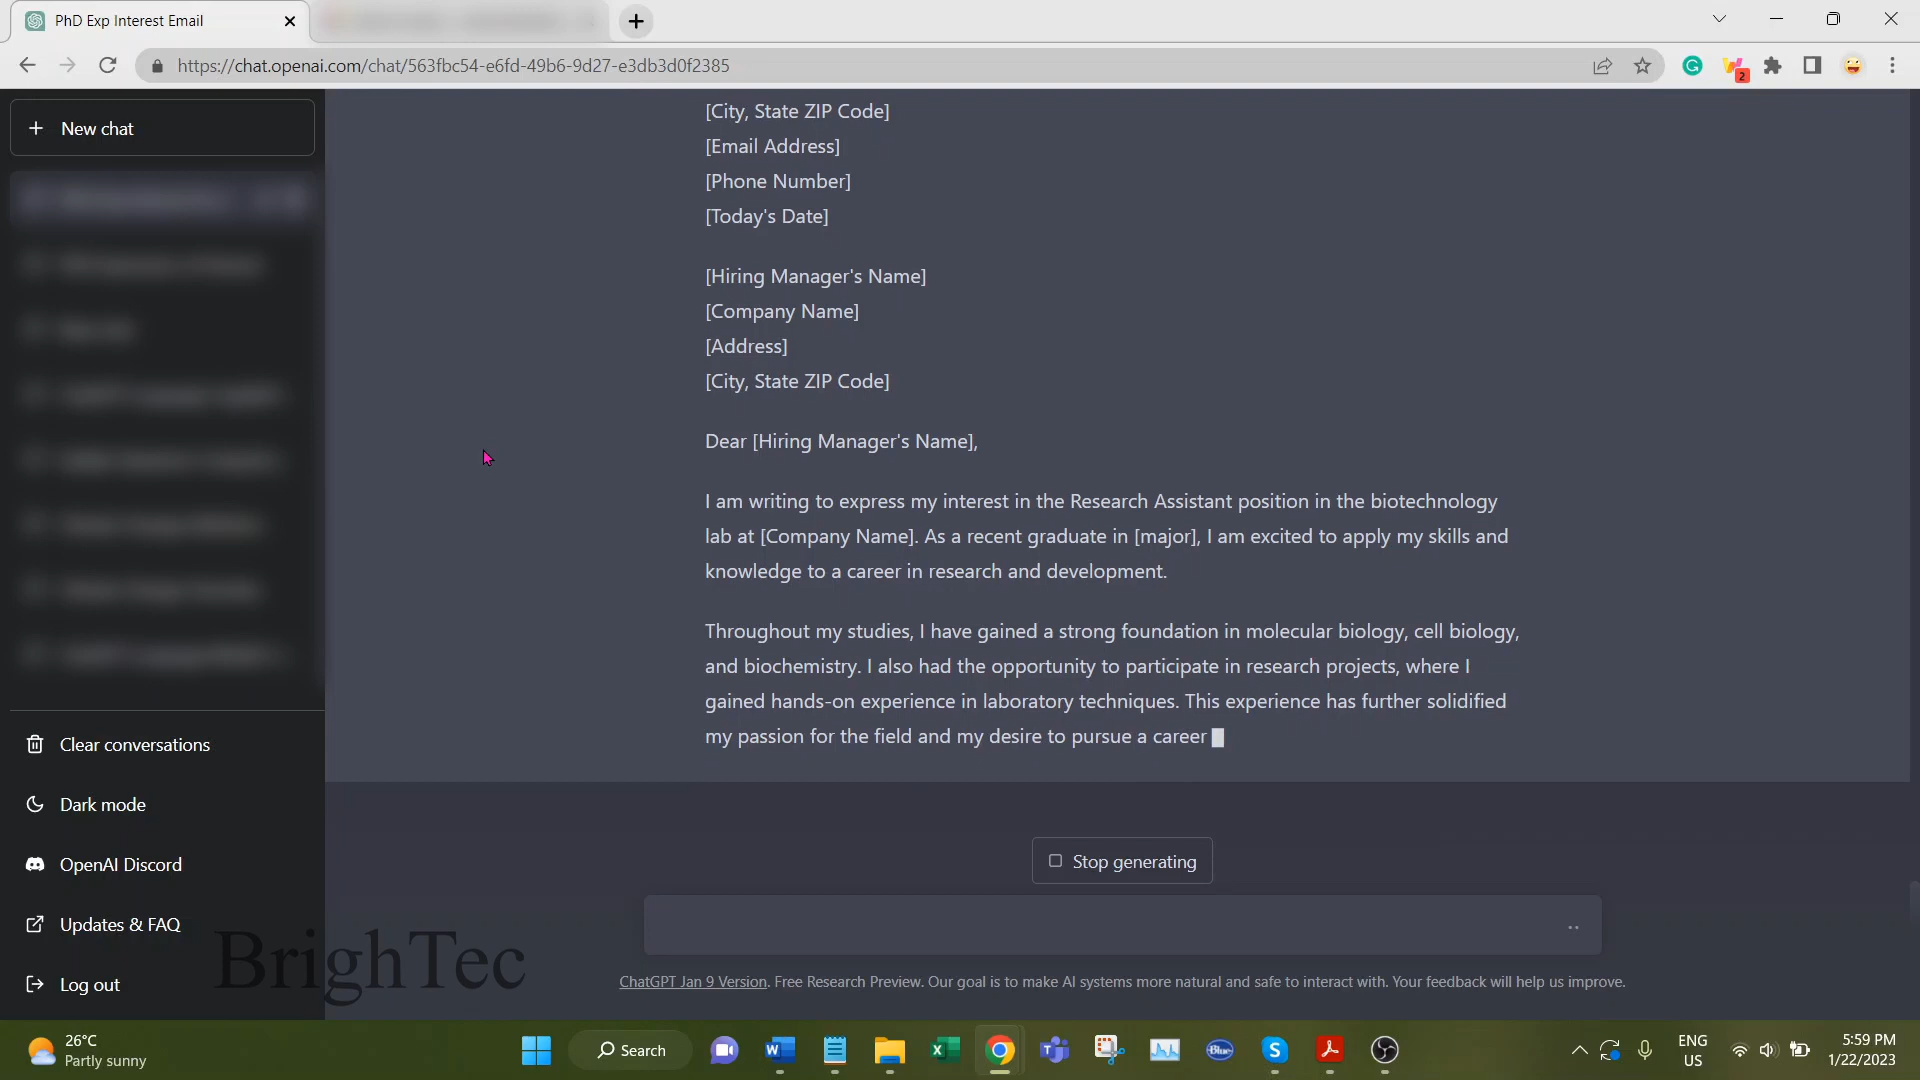 PhD Exp Interest Email
https://chat.openai.com/chat/563fbc54-e6fd-49b6-9d27-e3db3d0f2385
2
New chat
[City, State ZIP Code]
[Email Address]
[Phone Number]
[Today's Date]
[Hiring Manager's Name]
[Company Name]
[Address]
[City, State ZIP Code]
Dear [Hiring Manager's Name],
I am writing to express my interest in the Research Assistant position in the biotechnology
lab at [Company Name]. As a recent graduate in [major], I am excited to apply my skills and
knowledge to a career in research and development.
Throughout my studies, I have gained a strong foundation in molecular biology, cell biology,
and biochemistry. I also had the opportunity to participate in research projects, where I
gained hands-on experience in laboratory techniques. This experience has further solidified
my passion for the field and my desire to pursue a career
Clear conversations
Dark mode
OpenAI Discord
Updates & FAQ
Log out
BrighTec
Stop generating
ChatGPT Jan 9 Version. Free Research Preview. Our goal is to make AI systems more natural and safe to interact with. Your feedback will help us improve.
26°C
Partly sunny
Search
Blue
ENG
US
5:59 PM
1/22/2023